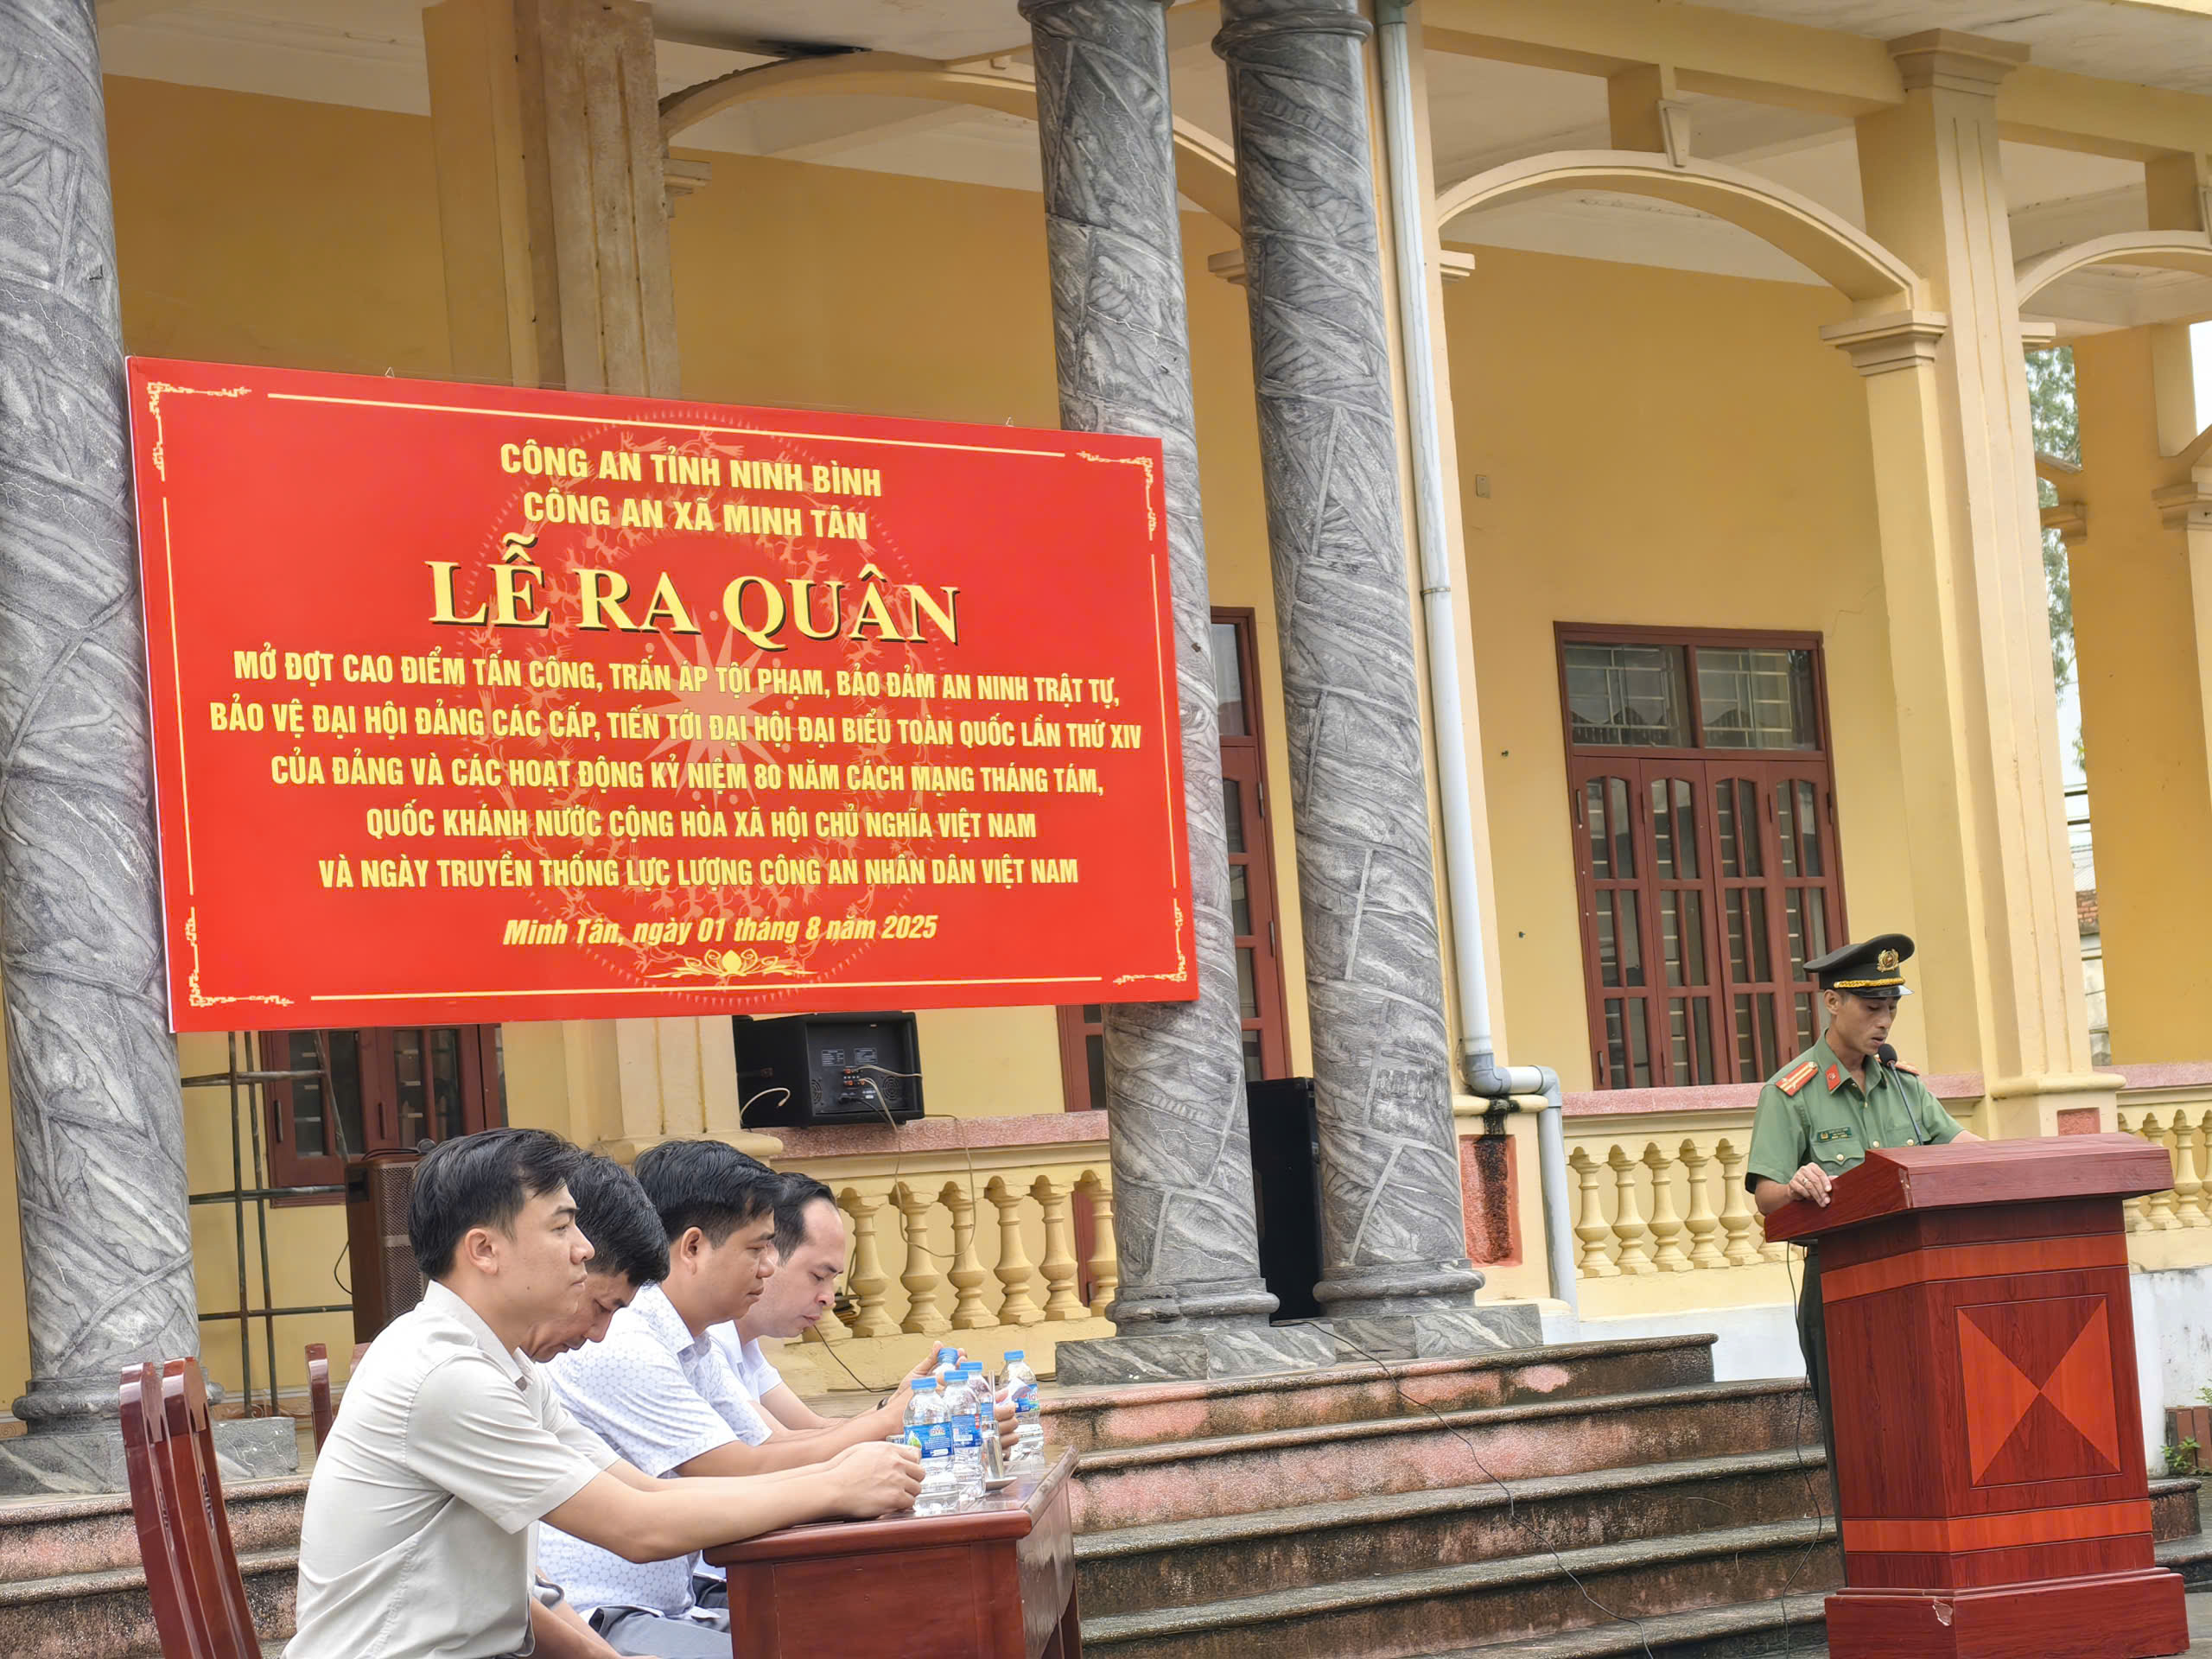 CÔNG AN TỈNH NINH BÌNH
CÔNG AN XÃ MINH TÂN
LỄ RA QUÂN
MỞ ĐỢT CAO ĐIỂM TẤN CÔNG, TRẤN ÁP TỘI PHẠM, BẢO ĐẢM AN NINH TRẬT TỰ,
BẢO VỆ ĐẠI HỘI ĐẢNG CÁC CẤP, TIẾN TỚI ĐẠI HỘI ĐẠI BIỂU TOÀN QUỐC LẦN THỨ XIV
CỦA ĐẢNG VÀ CÁC HOẠT ĐỘNG KỶ NIỆM 80 NĂM CÁCH MẠNG THÁNG TÁM,
QUỐC KHÁNH NƯỚC CỘNG HÒA XÃ HỘI CHỦ NGHĨA VIỆT NAM
VÀ NGÀY TRUYỀN THỐNG LỰC LƯỢNG CÔNG AN NHÂN DÂN VIỆT NAM
Minh Tân, ngày 01 tháng 8 năm 2025